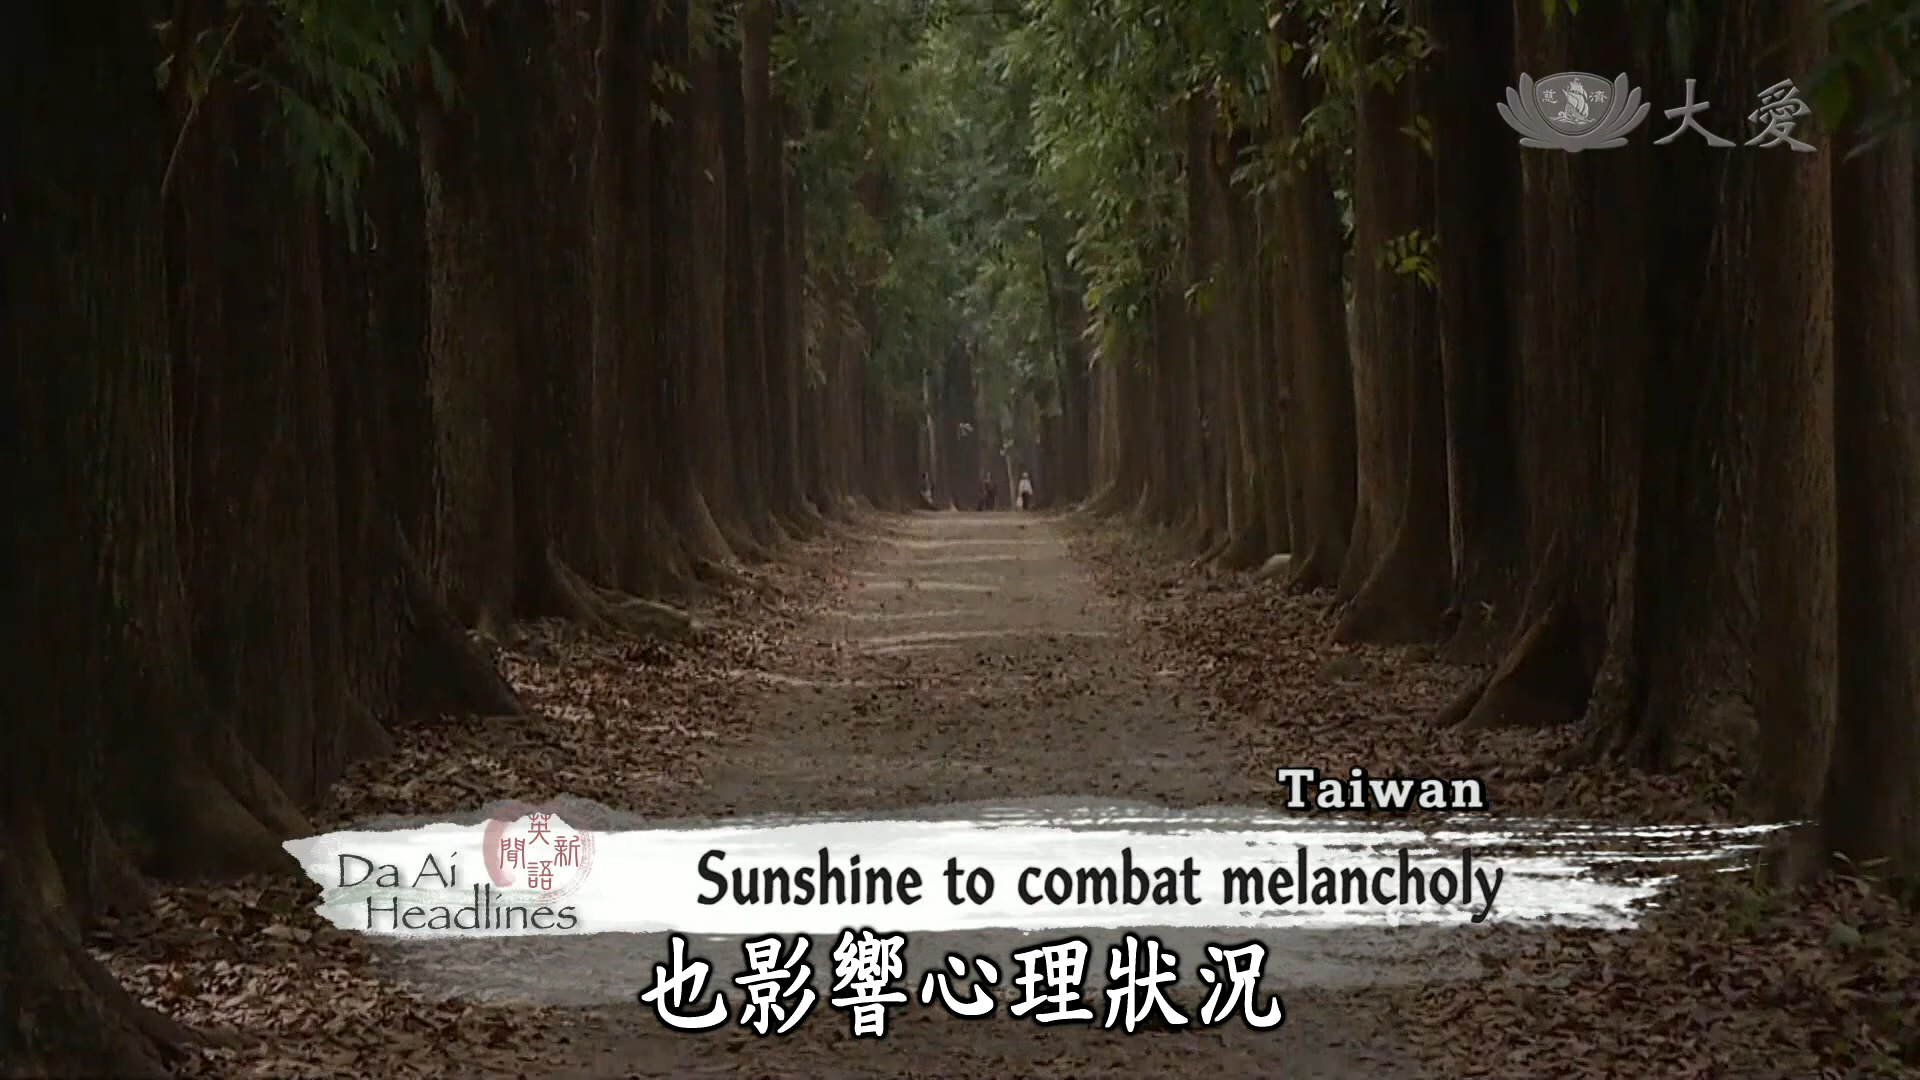 慈濟
大愛
Taiwan
英語新聞
Da Ai
Headlines
Sunshine to combat melancholy
也影響心理狀況